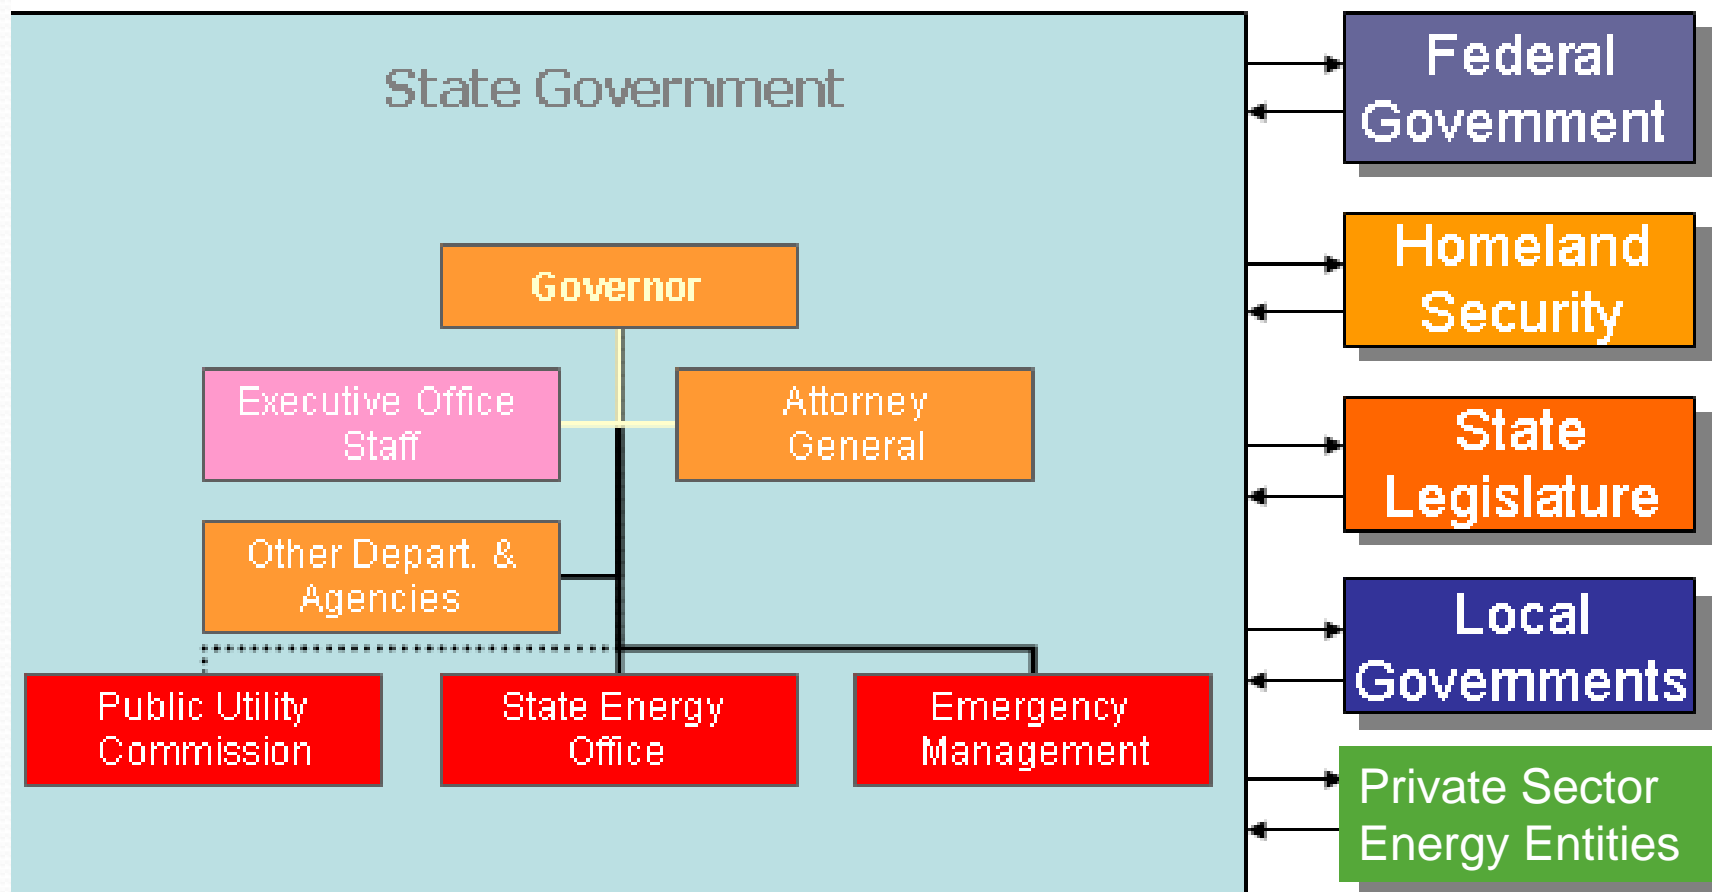 State Government
Governor
Executive Office
Staff
Attorney
General
Other Depart. &
Agencies
Public Utility
Commission
State Energy
Office
Emergency
Management
Federal
Government
Homeland
Security
State
Legislature
Local
Governments
Private Sector
Energy Entities